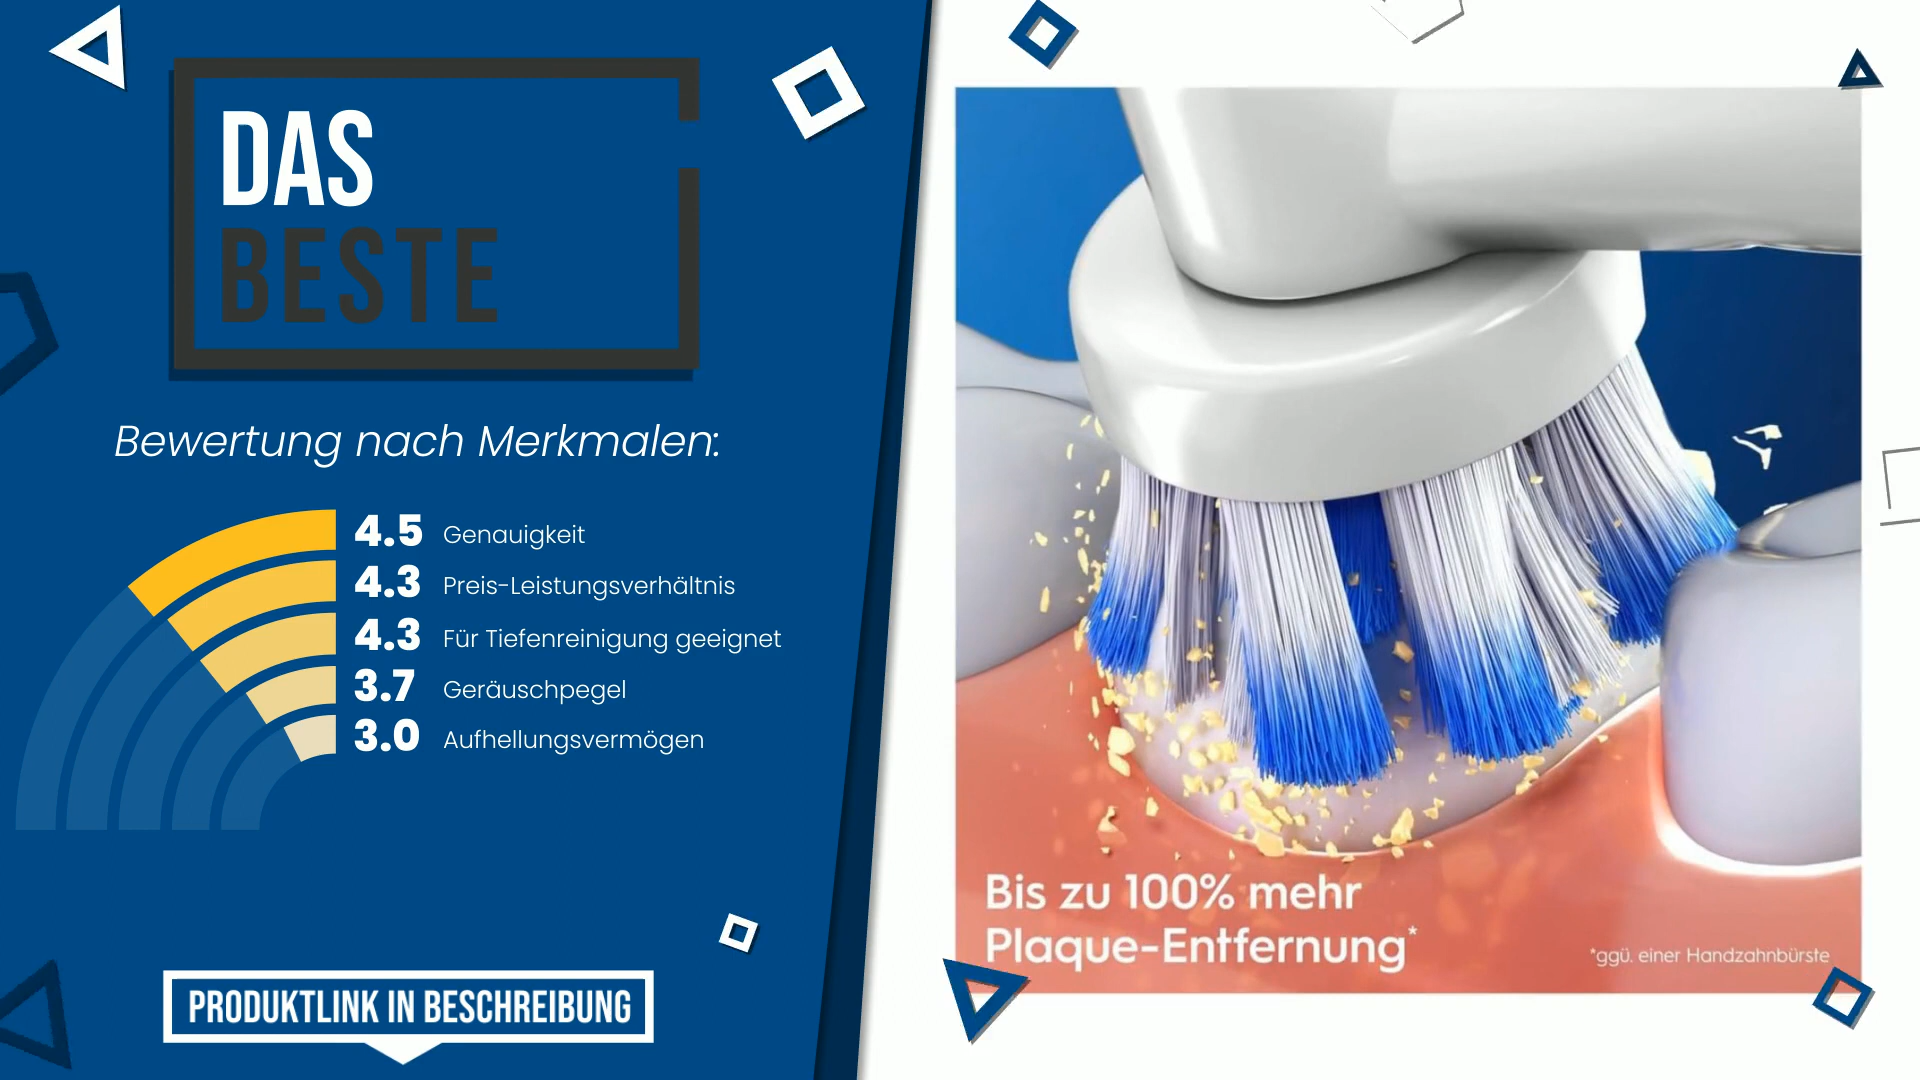 DAS
BESTE
Bewertung nach Merkmalen:
4.5 Genauigkeit
4.3 Preis-Leistungsverhältnis
4.3 Für Tiefenreinigung geeignet
3.7 Geräuschpegel
3.0 Aufhellungsvermögen
PRODUKTLINK IN BESCHREIBUNG
Bis zu 100% mehr
Plaque-Entfernung*
*ggü. einer Handzahnbürste